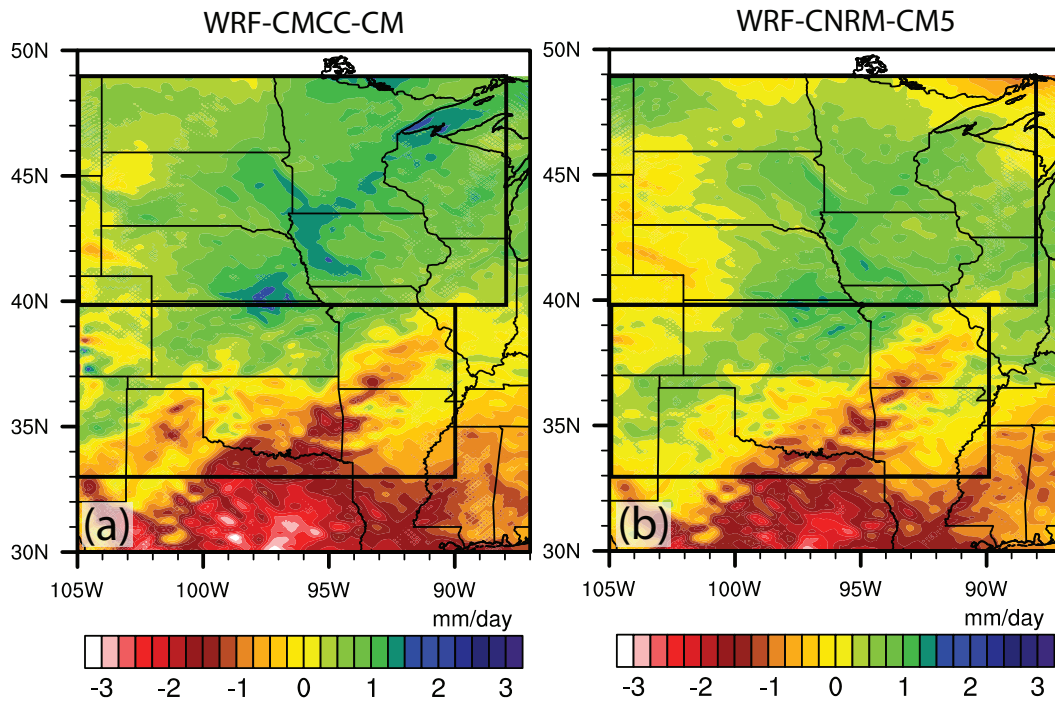 WRF-CMCC-CM
WRF-CNRM-CM5
50N
45N
40N
35N
30N
(a)
105W 100W 95W 90W
mm/day
-3 -2 -1 0 1 2 3
50N
45N
40N
35N
30N
(b)
105W 100W 95W 90W
mm/day
-3 -2 -1 0 1 2 3